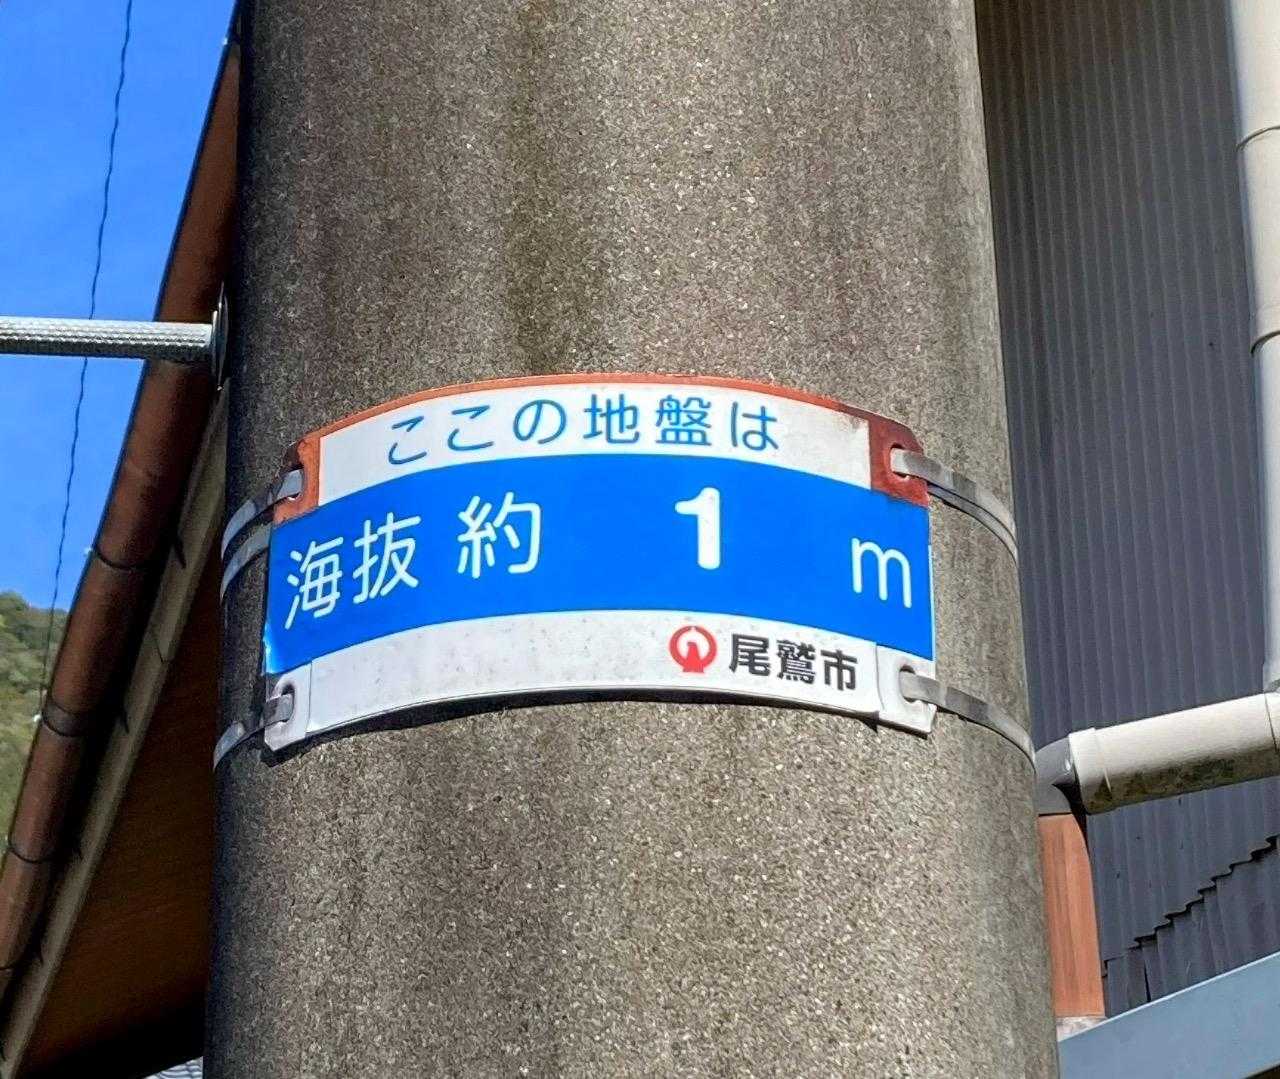 ここの地盤は
海抜 約 1 m
尾鷲市